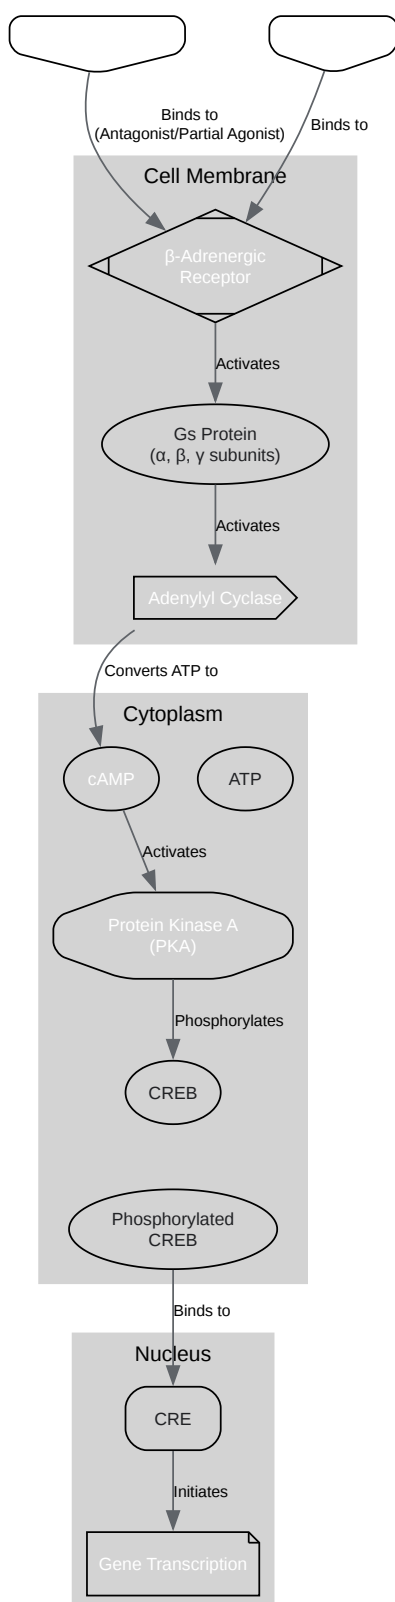 Binds to
(Antagonist/Partial Agonist)
Binds to
Cell Membrane
β-Adrenergic
Receptor
Activates
Gs Protein
(α, β, γ subunits)
Activates
Adenylyl Cyclase
Converts ATP to
Cytoplasm
cAMP
ATP
Activates
Protein Kinase A
(PKA)
Phosphorylates
CREB
Phosphorylated
CREB
Binds to
Nucleus
CRE
Initiates
Gene Transcription